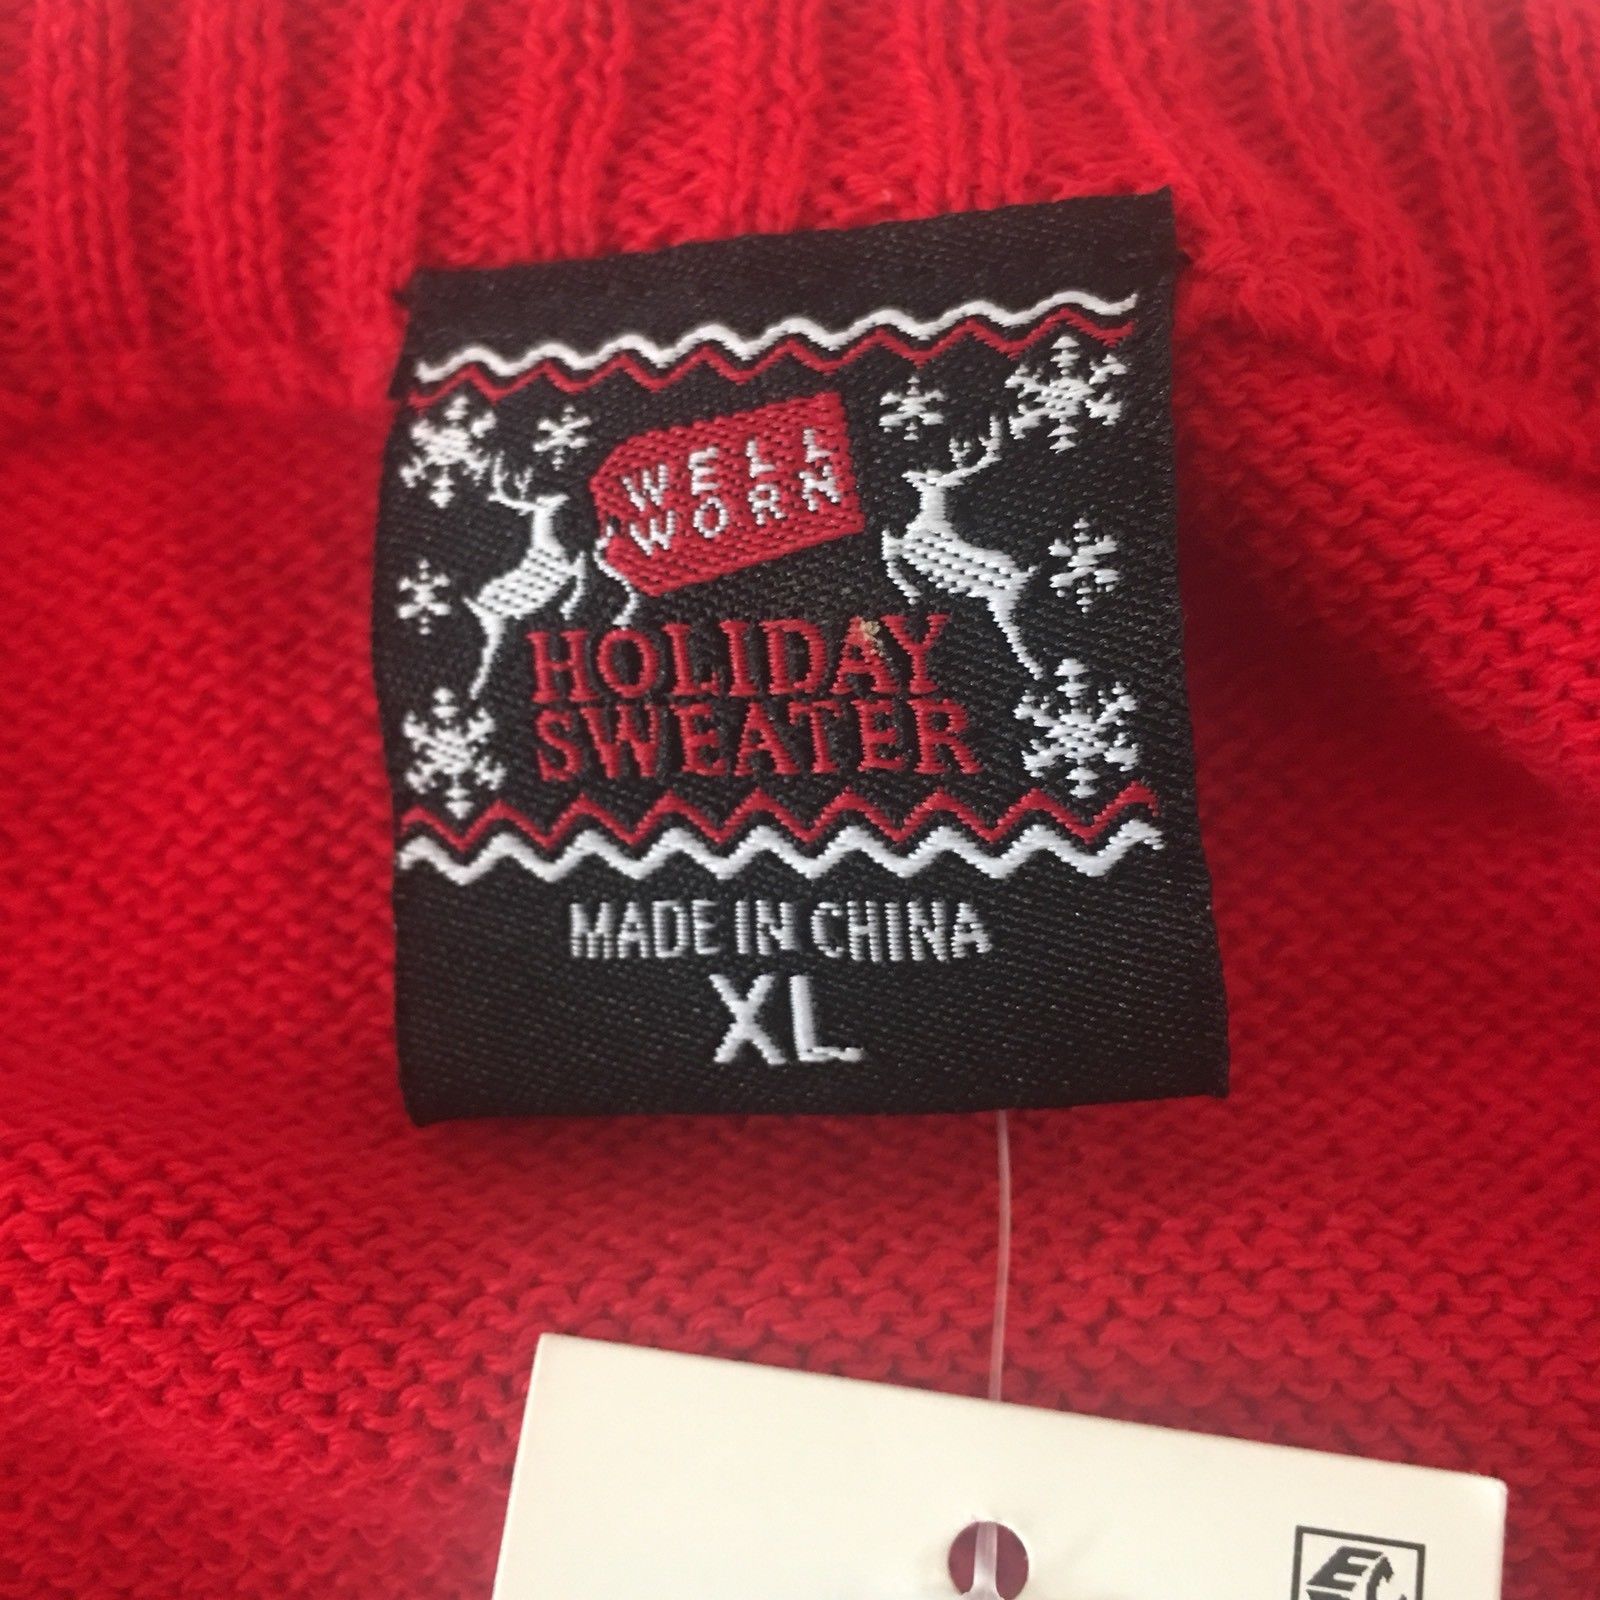 WELL
WORN
HOLIDAY
SWEATER
MADE IN CHINA
XL